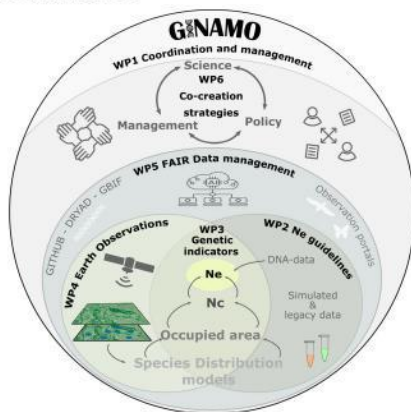 GINAMO
WP1 Coordination and management
Science
WP6
Co-creation
strategies
Management
Policy
WP5 FAIR Data management
GITHUB - DRYAD - GBIF
Observation portals
WP4 Earth Observations
WP3
Genetic
indicators
WP2 Ne guidelines
Ne
DNA-data
Nc
Simulated
&
legacy data
Occupied area
Species Distribution
models